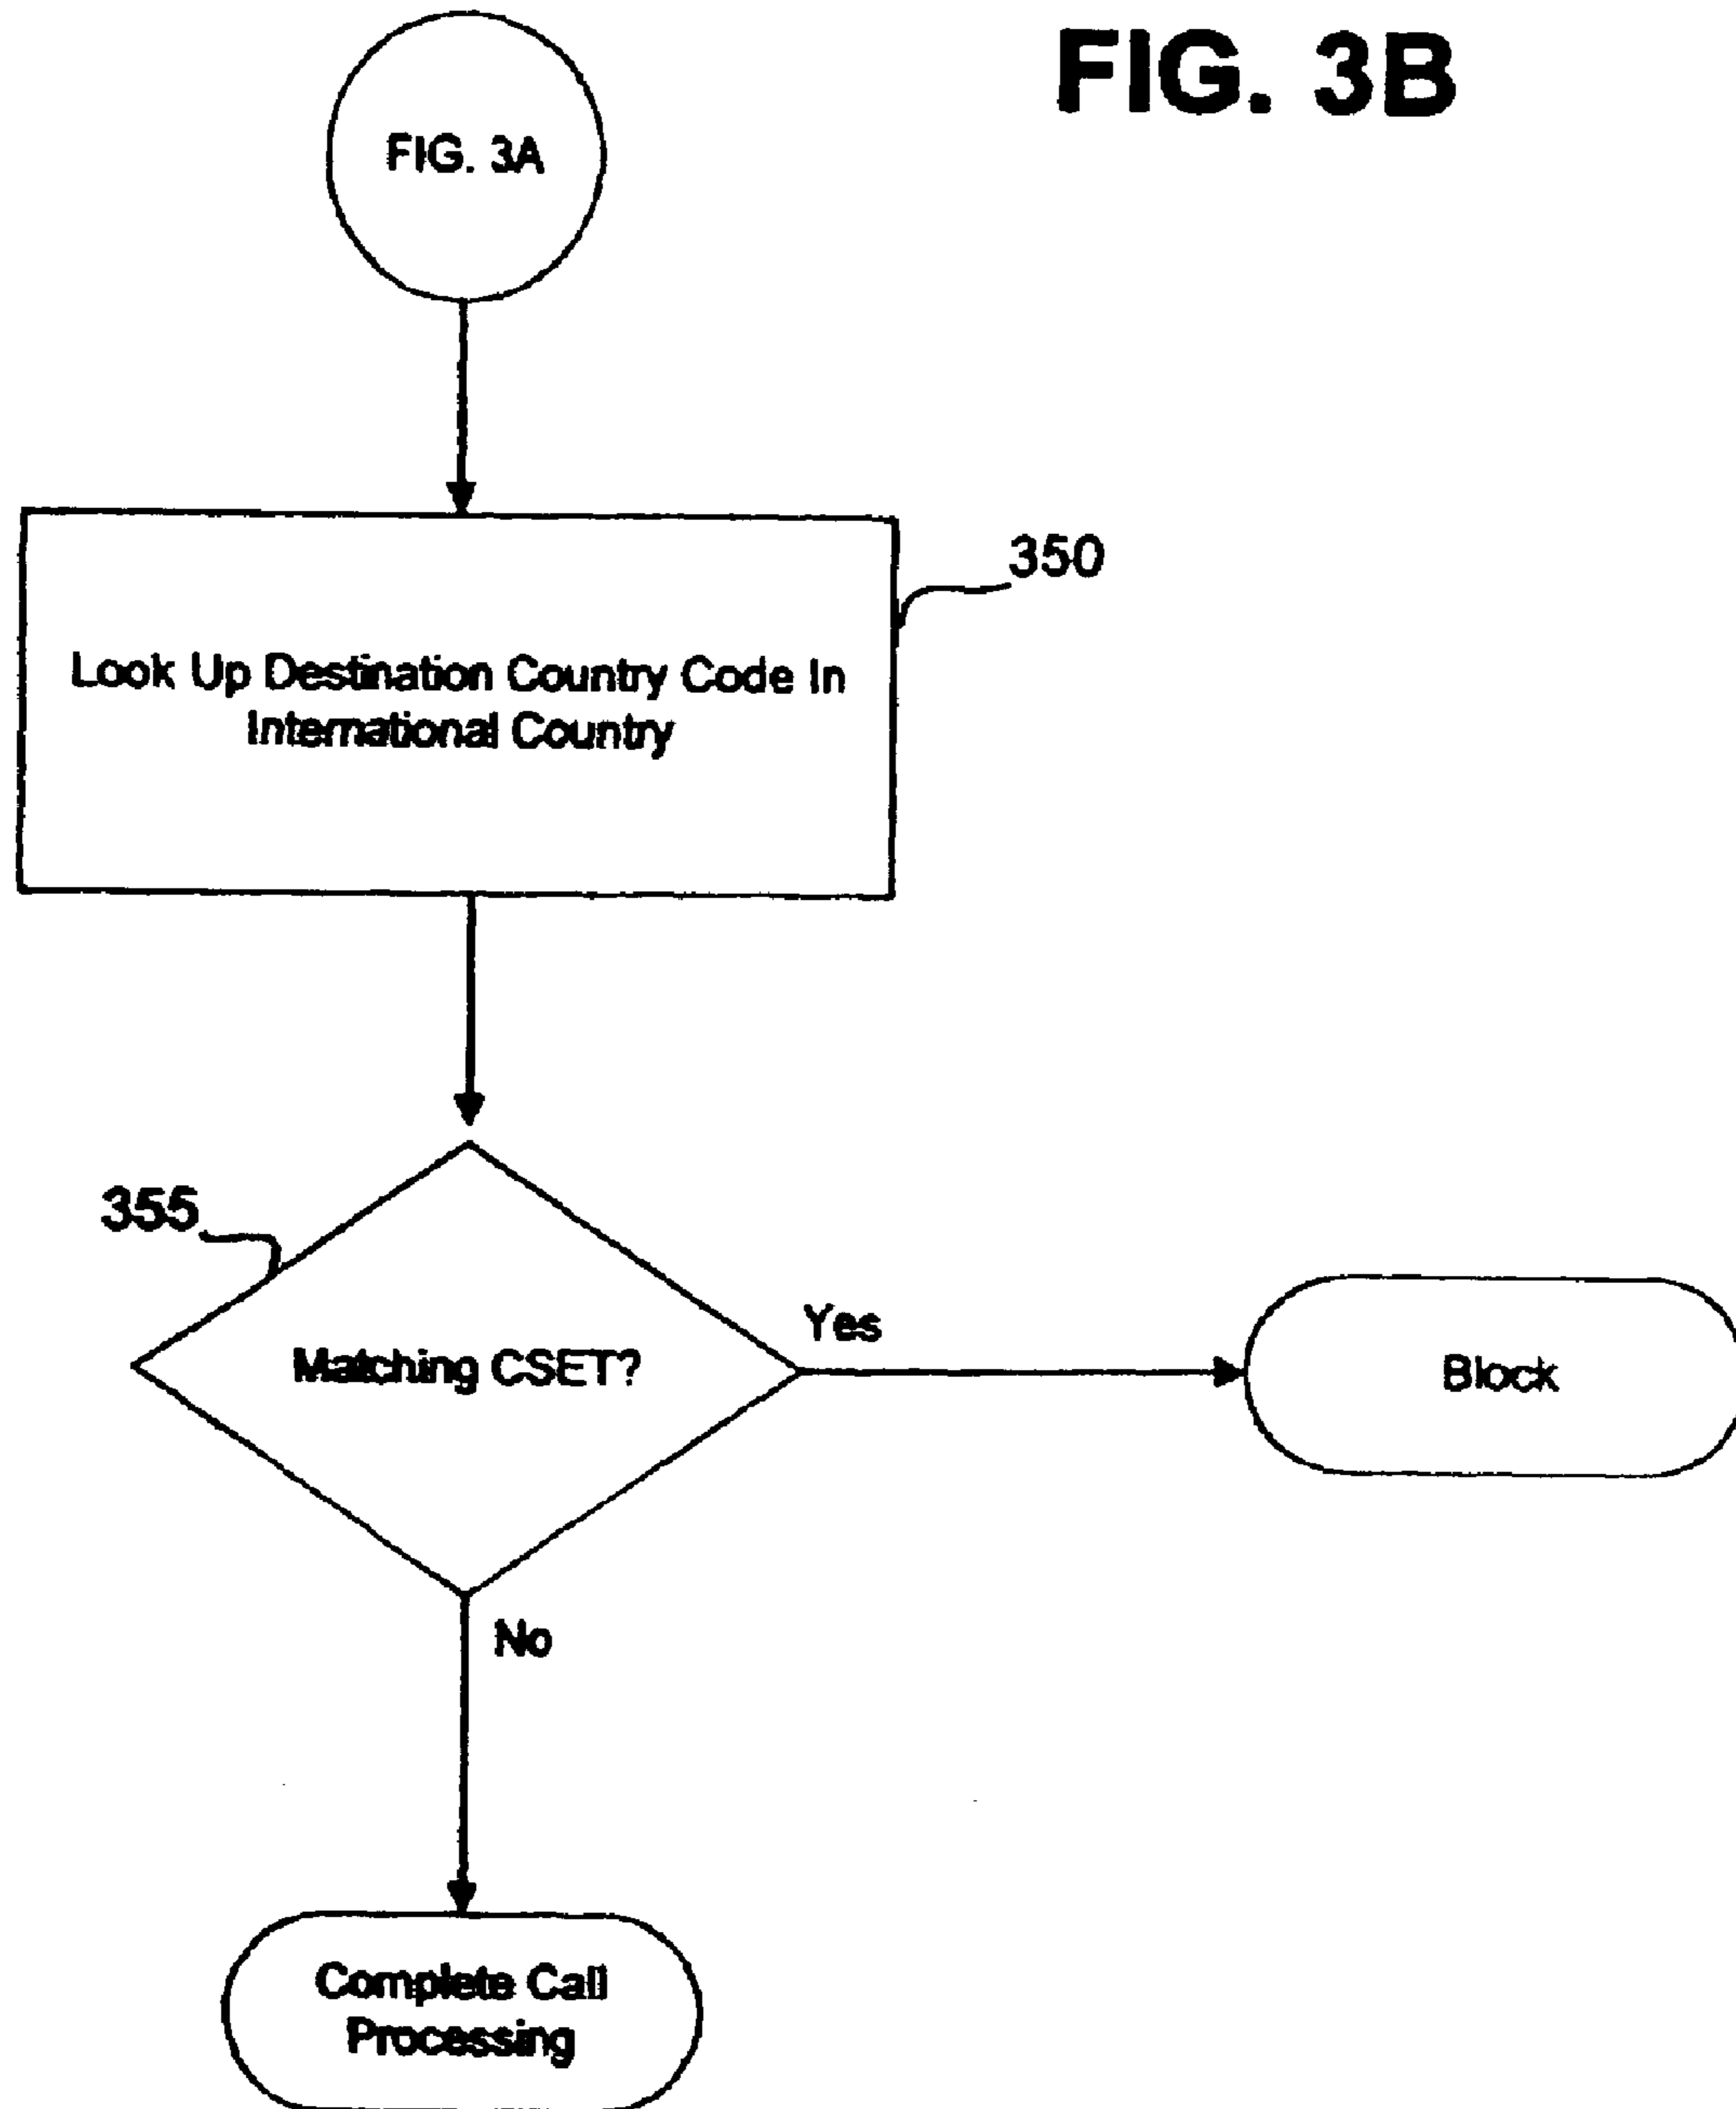 FIG. 3B
FIG. 3A
350
Look Up Destination Country Code In
International Country
355
Matching CSET?
Yes
Block
No
Complete Call
Processing